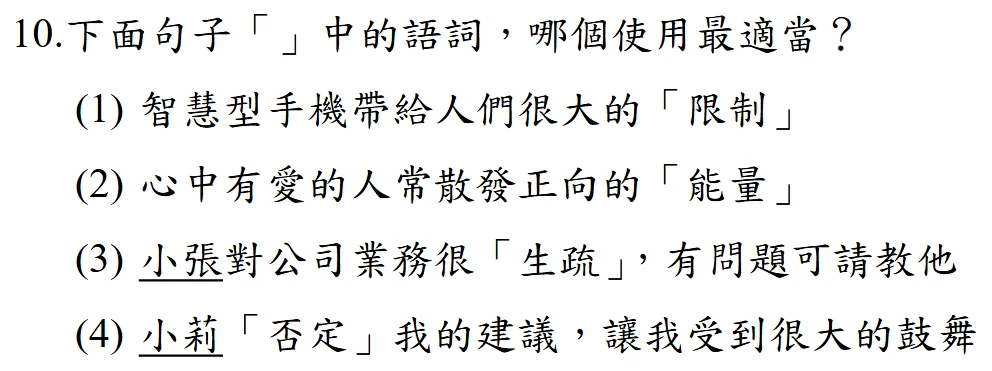 10.下面句子「」中的語詞，哪個使用最適當？
(1) 智慧型手機帶給人們很大的「限制」
(2) 心中有愛的人常散發正向的「能量」
(3) 小張對公司業務很「生疏」，有問題可請教他
(4) 小莉「否定」我的建議，讓我受到很大的鼓舞